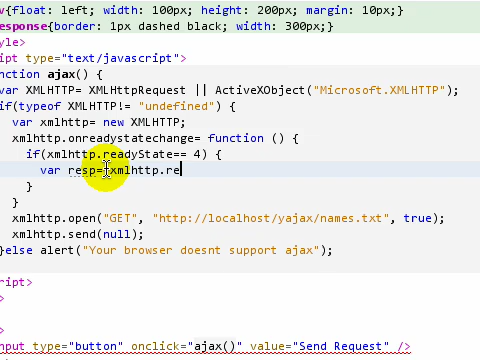 v{float: left; width: 100px; height: 200px; margin: 10px;}
esponse{border: 1px dashed black; width: 300px;}
yle>
ript type="text/javascript">
nction ajax() {
var XMLHTTP= XMLHttpRequest || ActiveXObject("Microsoft.XMLHTTP");
if(typeof XMLHTTP!= "undefined") {
var xmlhttp= new XMLHTTP;
xmlhttp.onreadystatechange= function () {
if(xmlhttp.readyState== 4) {
var resp= xmlhttp.re
}
}
xmlhttp.open("GET", "http://localhost/yajax/names.txt", true);
xmlhttp.send(null);
}else alert("Your browser doesnt support ajax");
ript>
>
>
nput type="button" onclick="ajax()" value="Send Request" />